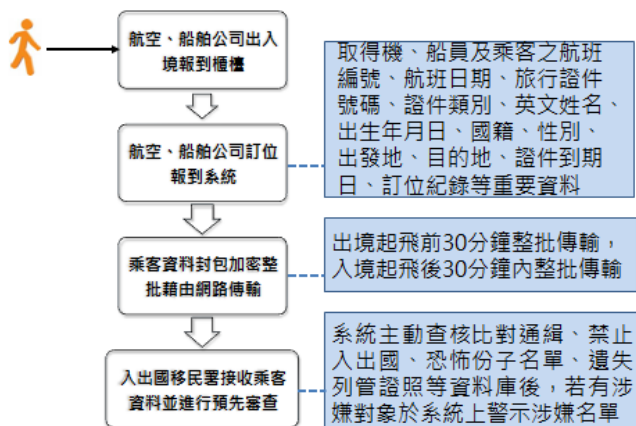 航空、船舶公司出入
境報到櫃檯
取得機、船員及乘客之航班
編號、航班日期、旅行證件
號碼、證件類別、英文姓名、
出生年月日、國籍、性別、
出發地、目的地、證件到期
日、訂位紀錄等重要資料
航空、船舶公司訂位
報到系統
乘客資料封包加密整
批藉由網路傳輸
出境起飛前30分鐘整批傳輸，
入境起飛後30分鐘內整批傳輸
入出國移民署接收乘客
資料並進行預先審查
系統主動查核比對通緝、禁止
入出國、恐怖份子名單、遺失
列管證照等資料庫後，若有涉
嫌對象於系統上警示涉嫌名單